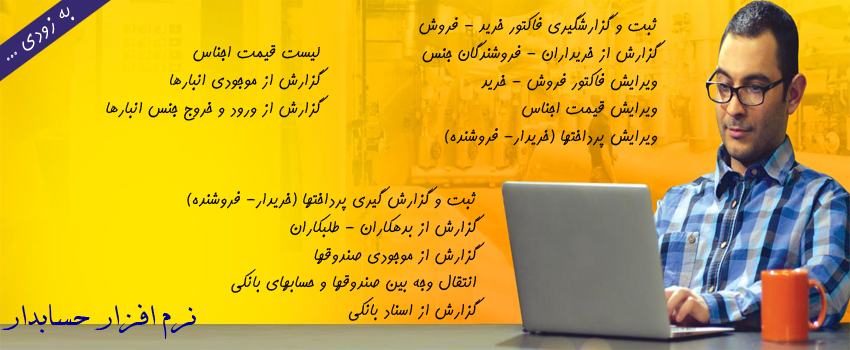 به زودی ...
ثبت و گزارشگیری فاکتور خرید - فروش
گزارش از خریداران - فروشندگان جنس
ویرایش فاکتور فروش - خرید
ویرایش قیمت اجناس
ویرایش پرداختها (خریدار- فروشنده)
لیست قیمت اجناس
گزارش از موجودی انبارها
گزارش از ورود و خروج جنس انبارها
ثبت و گزارش گیری پرداختها (خریدار- فروشنده)
گزارش از بدهکاران - طلبکاران
گزارش از موجودی صندوقها
انتقال وجه بین صندوقها و حسابهای بانکی
گزارش از اسناد بانکی
نرم افزار حسابدار